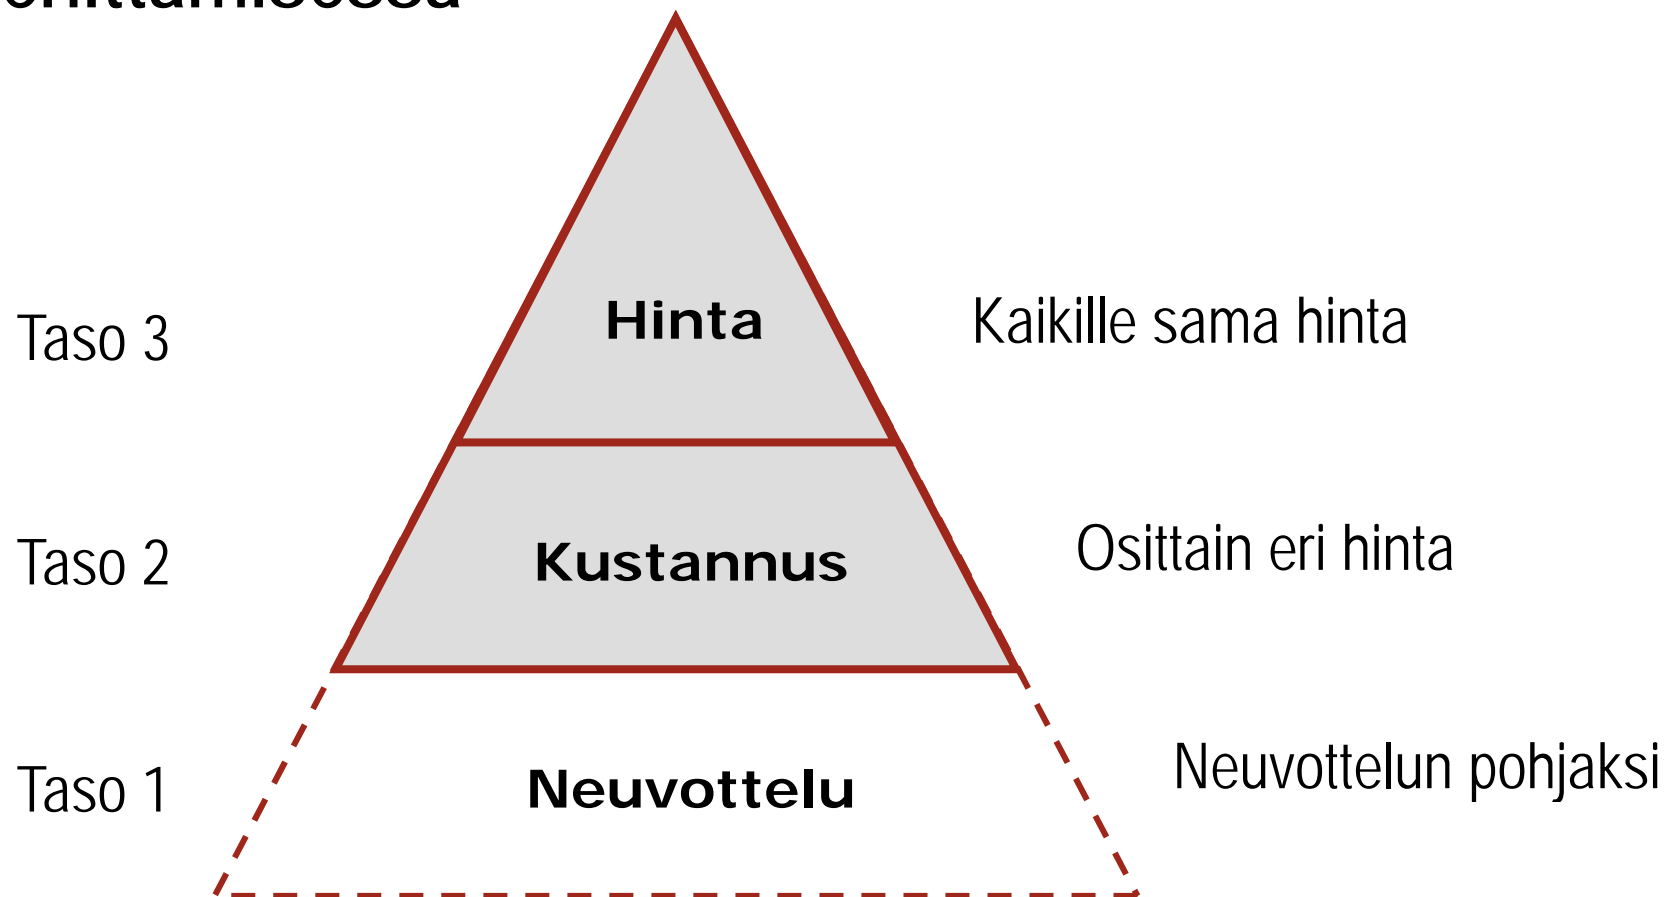 Taso 3
Hinta
Kaikille sama hinta
Taso 2
Kustannus
Osittain eri hinta
Taso 1
Neuvottelu
Neuvottelun pohjaksi